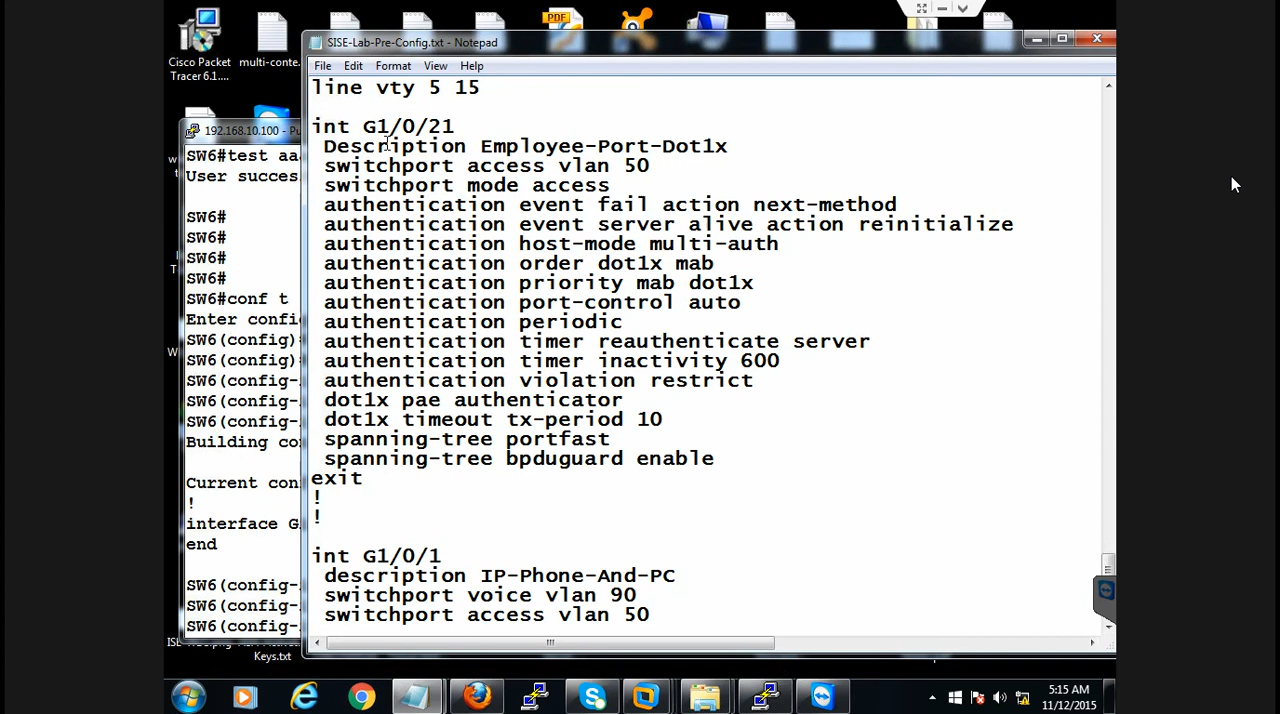 PDF
Cisco Packet
Tracer 6.1....
multi-conte.
SISE-Lab-Pre-Config.txt - Notepad
File Edit Format View Help
line vty 5 15
int G1/0/21
Description Employee-Port-Dot1x
switchport access vlan 50
switchport mode access
authentication event fail action next-method
authentication event server alive action reinitialize
authentication host-mode multi-auth
authentication order dot1x mab
authentication priority mab dot1x
authentication port-control auto
authentication periodic
authentication timer reauthenticate server
authentication timer inactivity 600
authentication violation restrict
dot1x pae authenticator
dot1x timeout tx-period 10
spanning-tree portfast
spanning-tree bpduguard enable
exit
!
!
int G1/0/1
description IP-Phone-And-PC
switchport voice vlan 90
switchport access vlan 50
192.168.10.100 - Pu
SW6#test aa
User succes
SW6#
SW6#
SW6#
SW6#
SW6#conf t
Enter config
SW6(config)
SW6(config)
SW6(config-
SW6(config-
SW6(config-
Building co
Current con
!
interface G
end
SW6(config-
SW6(config-
SW6(config-
Keys.txt
5:15 AM
11/12/2015